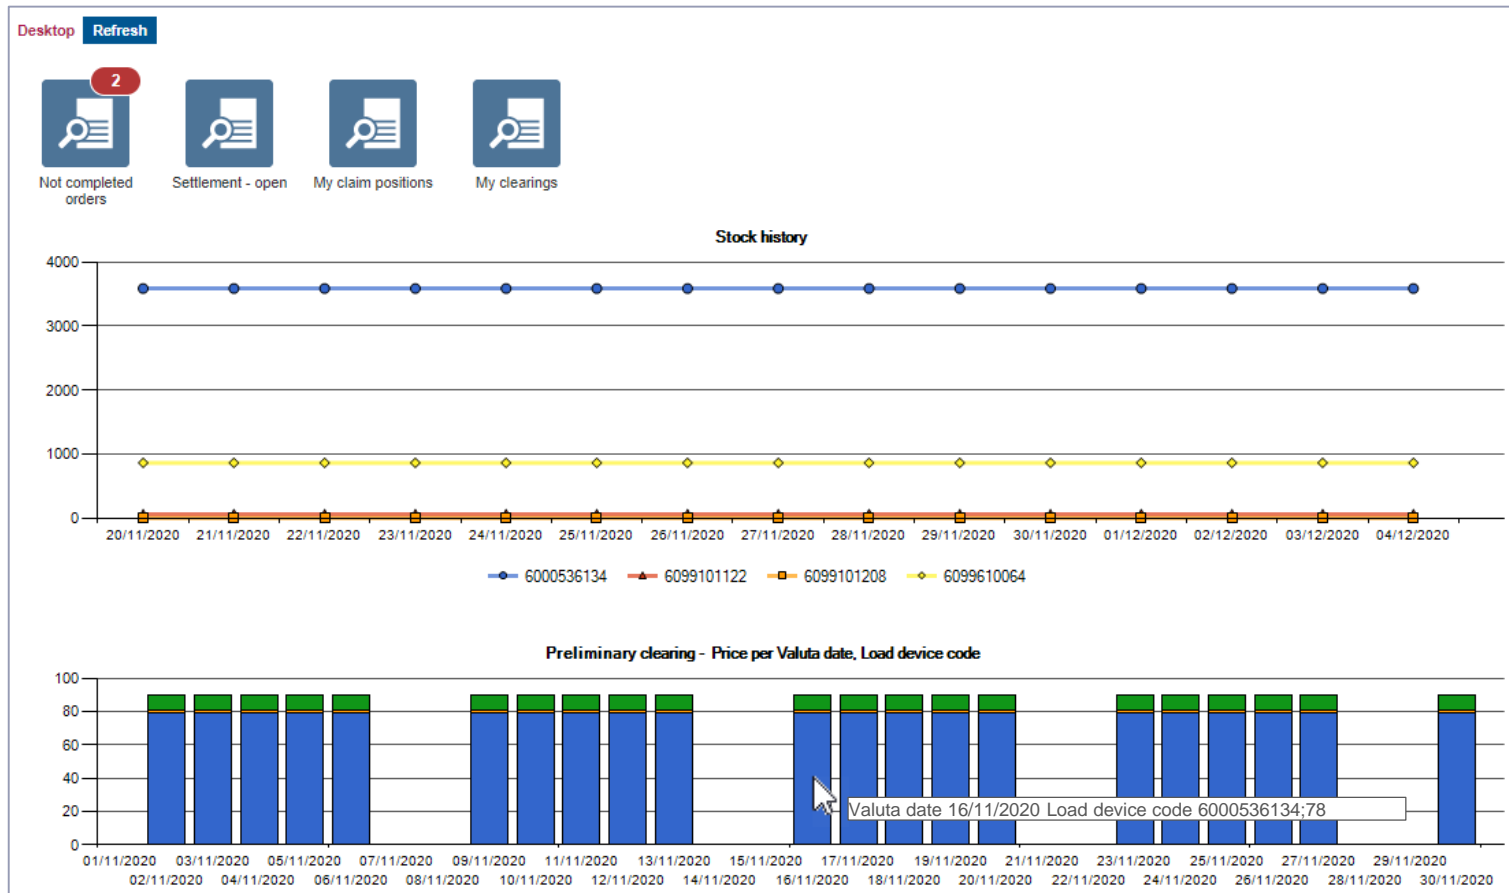 Desktop Refresh
2
Not completed
orders
Settlement - open
My claim positions
My clearings
Stock history
4000
3000
2000
1000
0
20/11/2020 21/11/2020 22/11/2020 23/11/2020 24/11/2020 25/11/2020 26/11/2020 27/11/2020 28/11/2020 29/11/2020 30/11/2020 01/12/2020 02/12/2020 03/12/2020 04/12/2020
6000536134 6099101122 6099101208 6099610064
Preliminary clearing - Price per Valuta date, Load device code
100
80
60
40
20
0
Valuta date 16/11/2020 Load device code 6000536134;78
01/11/2020 03/11/2020 05/11/2020 07/11/2020 09/11/2020 11/11/2020 13/11/2020 15/11/2020 17/11/2020 19/11/2020 21/11/2020 23/11/2020 25/11/2020 27/11/2020 29/11/2020
02/11/2020 04/11/2020 06/11/2020 08/11/2020 10/11/2020 12/11/2020 14/11/2020 16/11/2020 18/11/2020 20/11/2020 22/11/2020 24/11/2020 26/11/2020 28/11/2020 30/11/2020